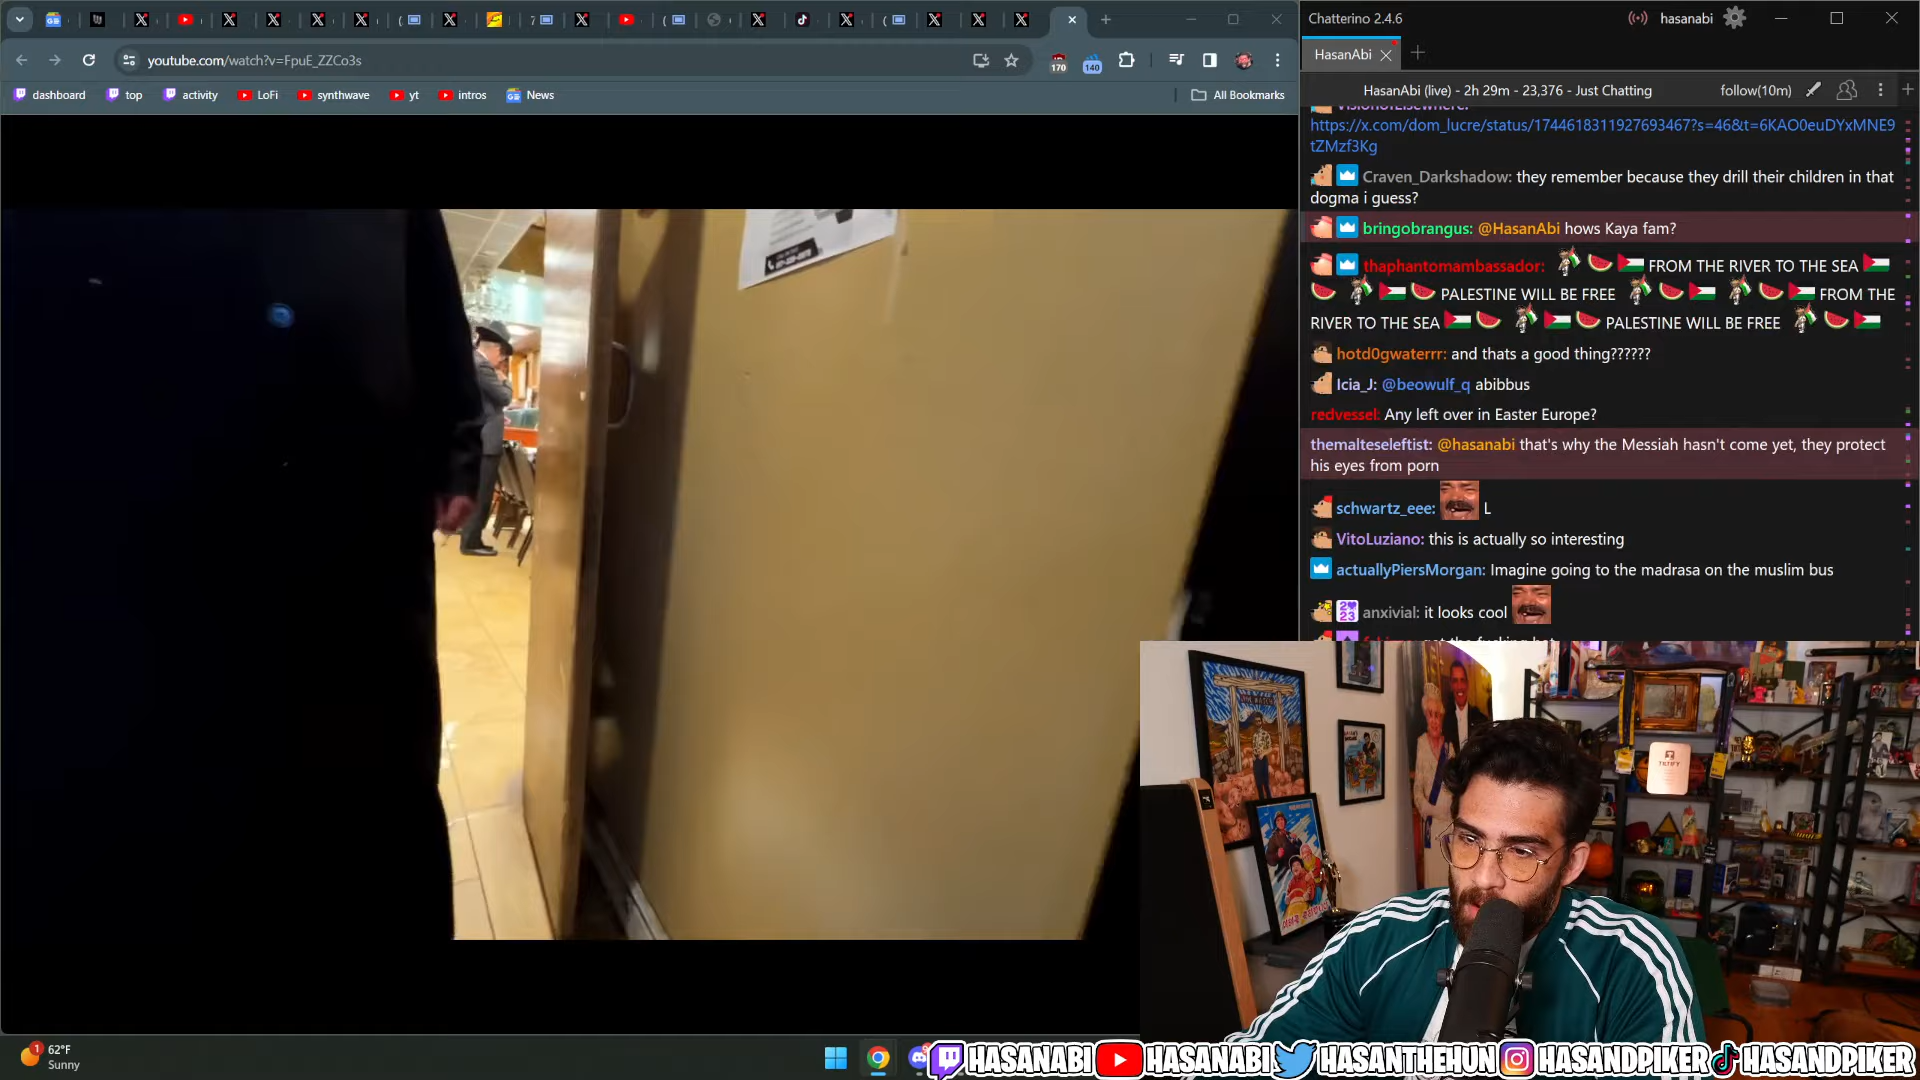 youtube.com/watch?v=FpuE_ZZCo3s
170
140
dashboard
top
activity
LoFi
synthwave
yt
intros
News
All Bookmarks
Chatterino 2.4.6
hasanabi
HasanAbi
HasanAbi (live) - 2h 29m - 23,376 - Just Chatting
follow(10m)
https://x.com/dom_lucre/status/1744618311927693467?s=46&t=6KAO0euDYxMNE9
tZMzf3Kg
Craven_Darkshadow: they remember because they drill their children in that
dogma i guess?
bringobrangus: @HasanAbi hows Kaya fam?
thaphantomambassador: FROM THE RIVER TO THE SEA
PALESTINE WILL BE FREE FROM THE
RIVER TO THE SEA PALESTINE WILL BE FREE
hotd0gwaterrr: and thats a good thing??????
Icia_J: @beowulf_q abibbus
redvessel: Any left over in Easter Europe?
themalteseleftist: @hasanabi that's why the Messiah hasn't come yet, they protect
his eyes from porn
schwartz_eee: L
VitoLuziano: this is actually so interesting
actuallyPiersMorgan: Imagine going to the madrasa on the muslim bus
anxivial: it looks cool
TILTIFY
1
62°F
Sunny
HASANABI
HASANABI
HASANTHEHUN
HASANDPIKER
HASANDPIKER